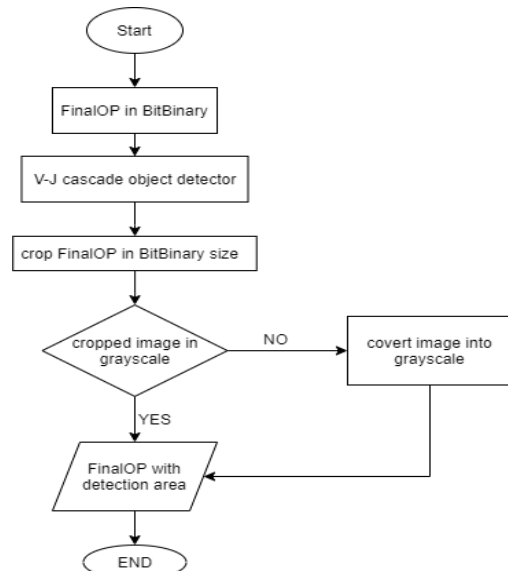 Start
FinalOP in BitBinary
V-J cascade object detector
crop FinalOP in BitBinary size
cropped image in
grayscale
NO
covert image into
grayscale
YES
FinalOP with
detection area
END